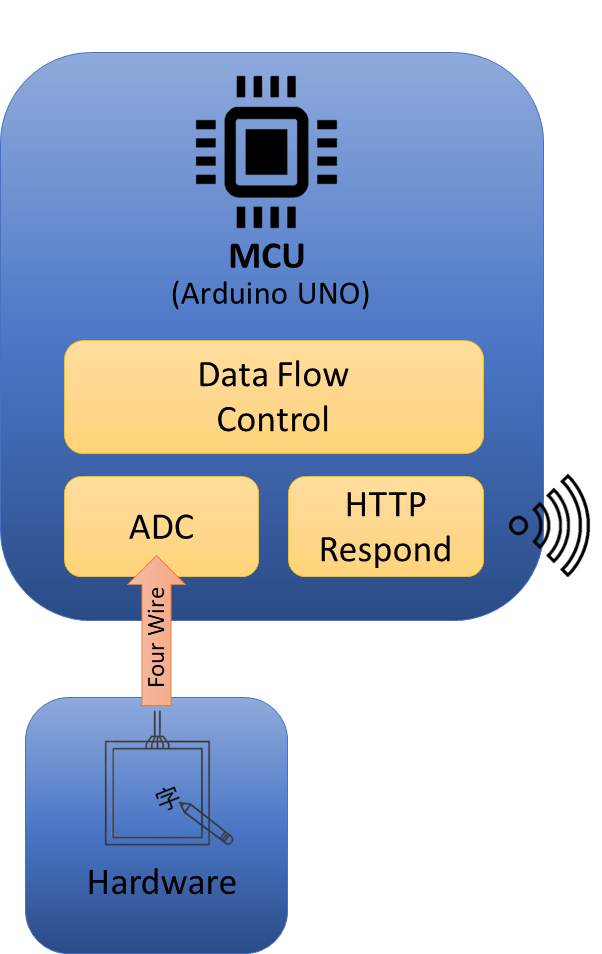 MCU
(Arduino UNO)
Data Flow
Control
ADC
HTTP
Respond
Four Wire
字
Hardware